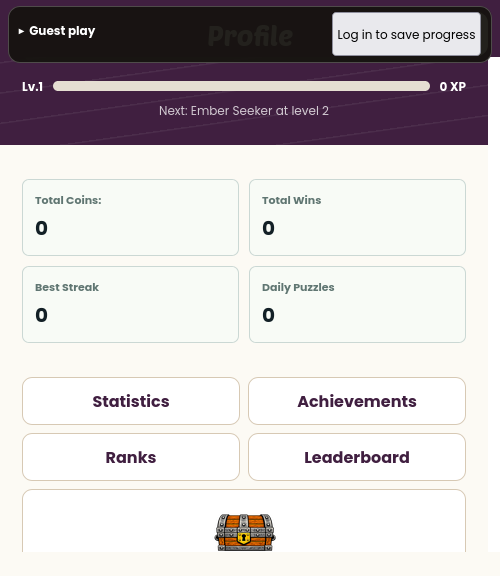 ▸ Guest play
Profile
Log in to save progress
Lv.1
0 XP
Next: Ember Seeker at level 2
Total Coins:
0
Total Wins
0
Best Streak
0
Daily Puzzles
0
Statistics
Achievements
Ranks
Leaderboard